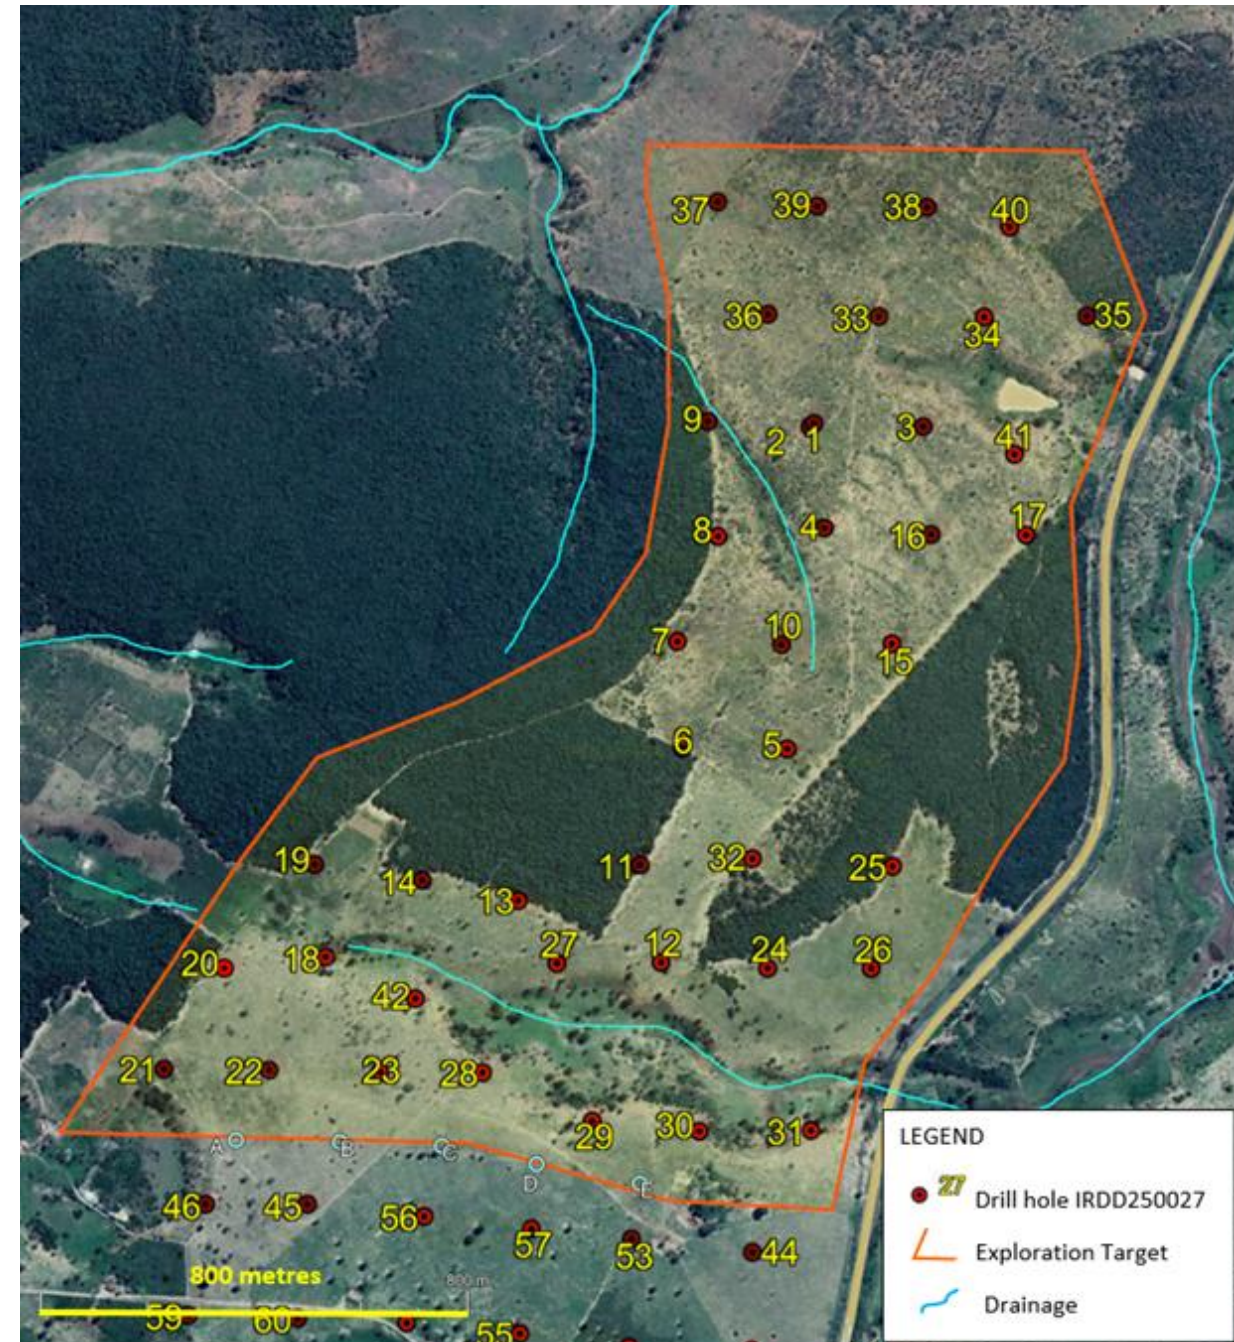 37 39 38 40
36 33 34 35
9 2 1 3 41
8 4 16 17
7 10 15
6 5
19 14 13 11 32 25
20 18 42 27 12 24 26
21 22 23 28
29 30 31
A B C D E
46 45 56 57 53 44
800 metres
800 m
59 60 55
LEGEND
27 Drill hole IRDD250027
Exploration Target
Drainage